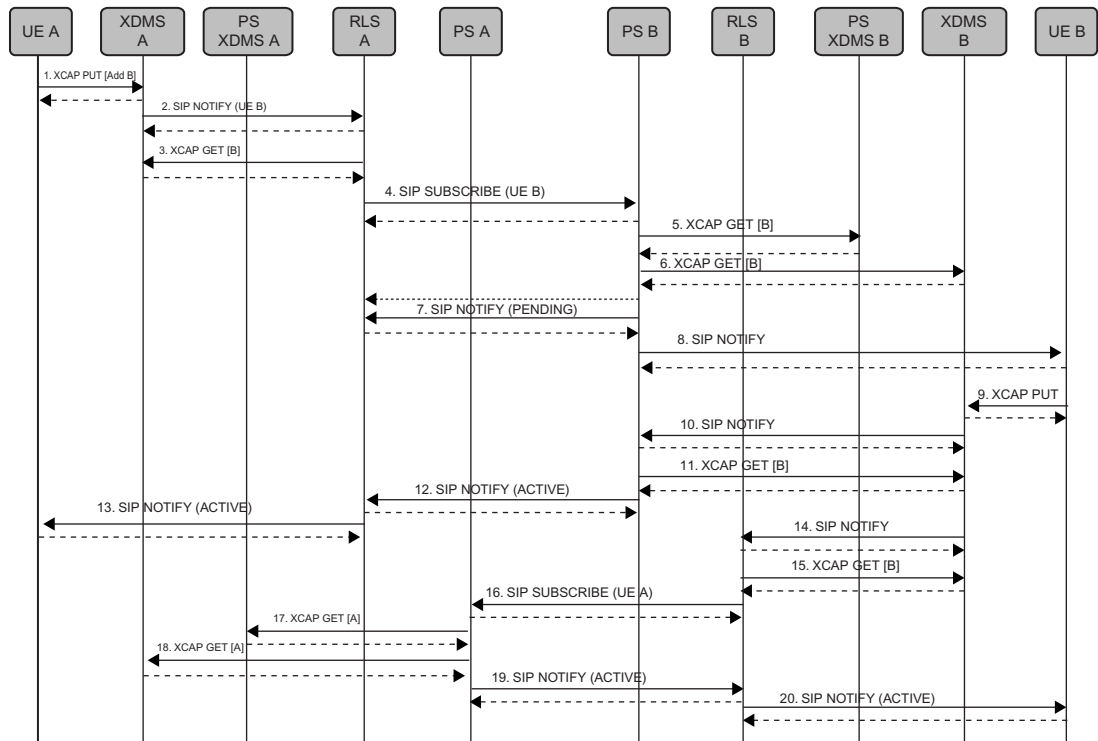 UE A
XDMS
A
PS
XDMS A
RLS
A
PS A
PS B
RLS
B
PS
XDMS B
XDMS
B
UE B
1. XCAP PUT [Add B]
2. SIP NOTIFY (UE B)
3. XCAP GET [B]
4. SIP SUBSCRIBE (UE B)
5. XCAP GET [B]
6. XCAP GET [B]
7. SIP NOTIFY (PENDING)
8. SIP NOTIFY
9. XCAP PUT
10. SIP NOTIFY
11. XCAP GET [B]
12. SIP NOTIFY (ACTIVE)
13. SIP NOTIFY (ACTIVE)
14. SIP NOTIFY
15. XCAP GET [B]
16. SIP SUBSCRIBE (UE A)
17. XCAP GET [A]
18. XCAP GET [A]
19. SIP NOTIFY (ACTIVE)
20. SIP NOTIFY (ACTIVE)